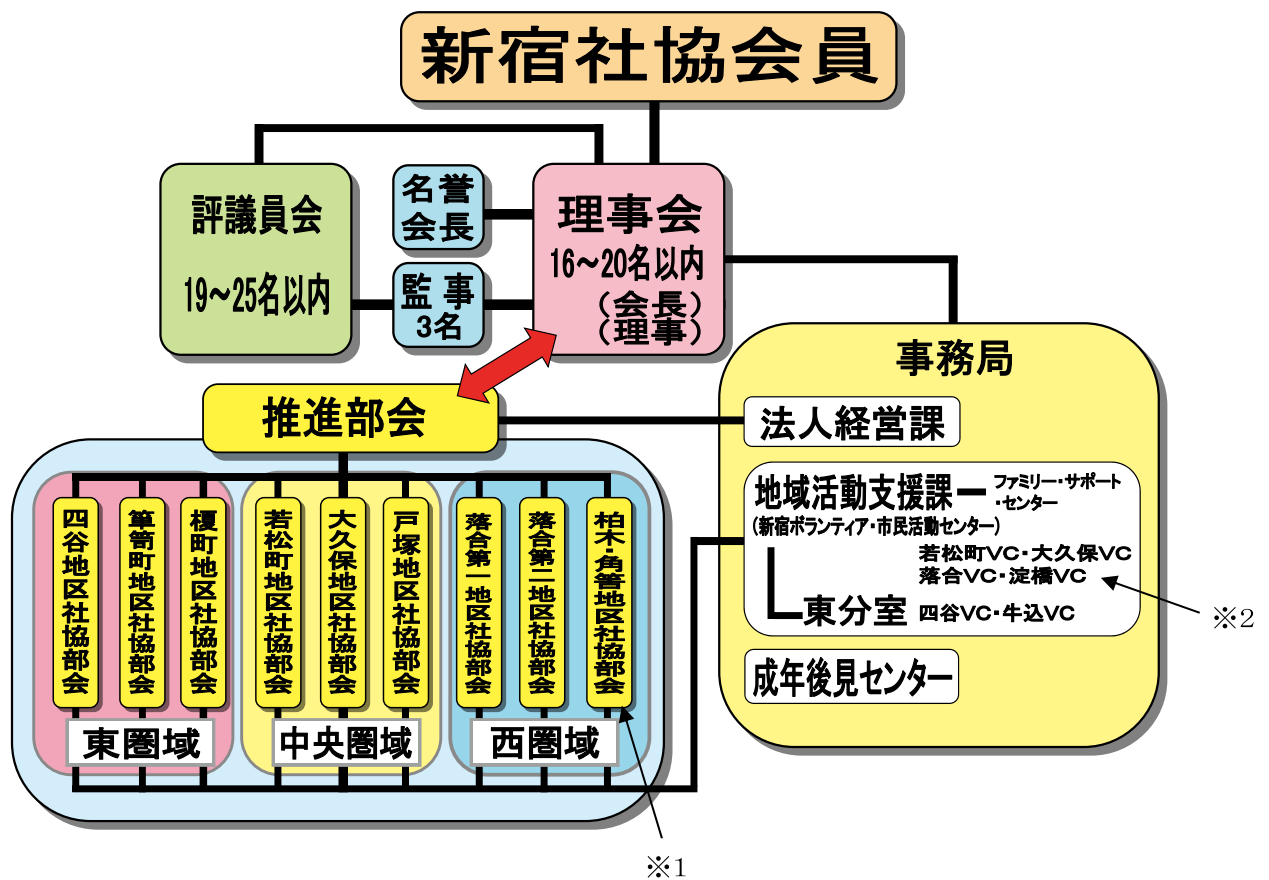 新宿社協会員
評議員会
19～25名以内
名誉
会長
監事
3名
理事会
16～20名以内
（会長）
（理事）
推進部会
事務局
法人経営課
地域活動支援課
ファミリー・サポート
・センター
(新宿ボランティア・市民活動センター)
若松町VC・大久保VC
落合VC・淀橋VC
東分室
四谷VC・牛込VC
成年後見センター
※2
四谷地区社協部会
箪笥町地区社協部会
榎町地区社協部会
若松町地区社協部会
大久保地区社協部会
戸塚地区社協部会
落合第一地区社協部会
落合第二地区社協部会
柏木・角筈地区社協部会
東圏域
中央圏域
西圏域
※1